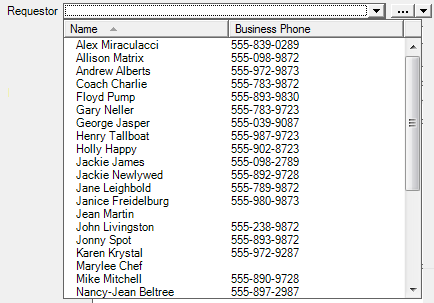 Requestor ...
Name Business Phone
Alex Miraculacci 555-839-0289
Allison Matrix 555-098-9872
Andrew Alberts 555-972-9873
Coach Charlie 555-783-9872
Floyd Pump 555-893-9830
Gary Neller 555-783-9723
George Jasper 555-039-9087
Henry Tallboat 555-987-9723
Holly Happy 555-902-8723
Jackie James 555-098-2789
Jackie Newlywed 555-892-9728
Jane Leighbold 555-789-9872
Janice Freidelburg 555-980-9873
Jean Martin
John Livingston 555-238-9872
Jonny Spot 555-893-9872
Karen Krystal 555-972-9287
Marylee Chef
Mike Mitchell 555-890-9728
Nancy-Jean Beltree 555-897-2987